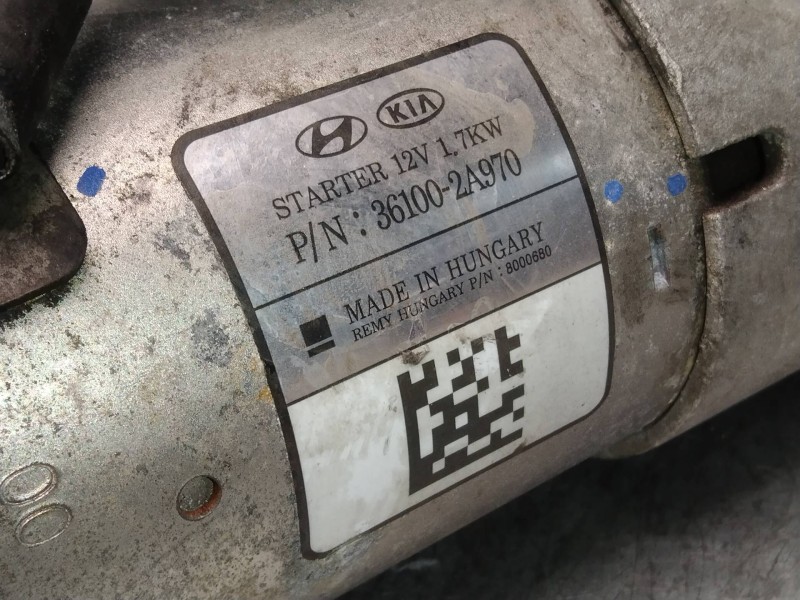 KIA
STARTER 12V 1.7KW
P/N : 36100-2A970
MADE IN HUNGARY
REMY HUNGARY P/N : 8000680